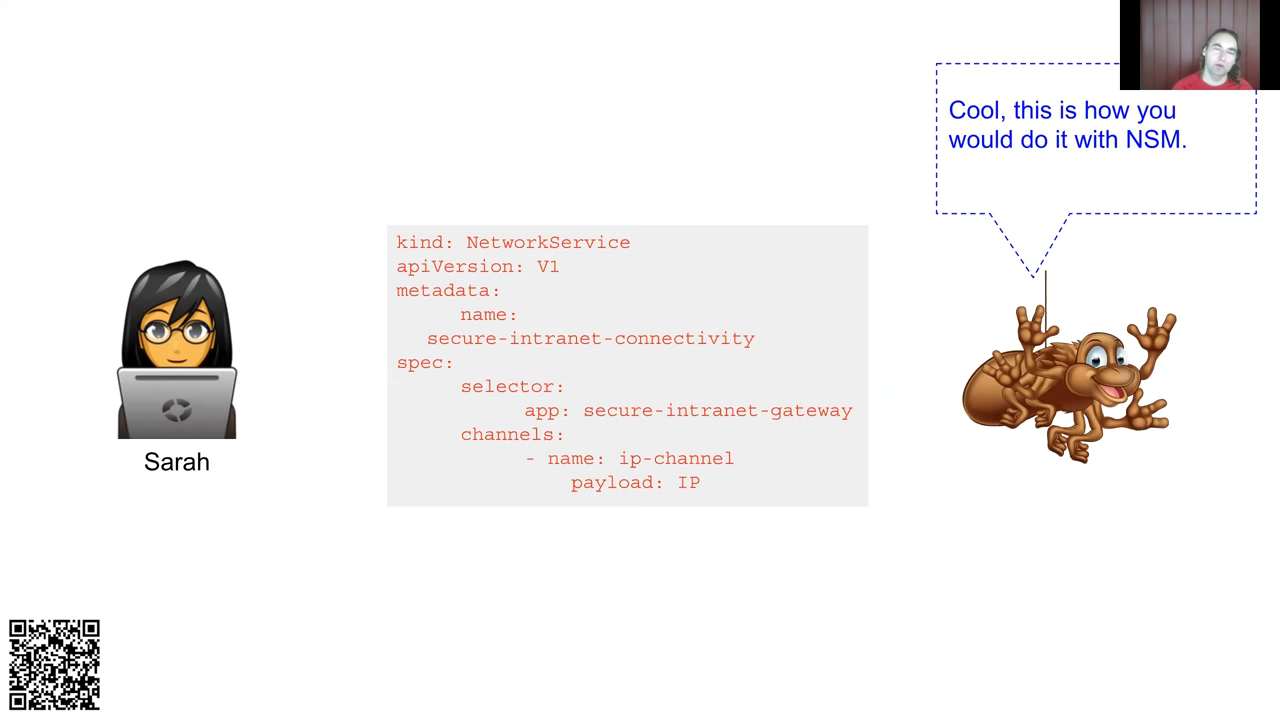 Cool, this is how you
would do it with NSM.
kind: NetworkService
apiVersion: V1
metadata:
name:
secure-intranet-connectivity
spec:
selector:
app: secure-intranet-gateway
channels:
- name: ip-channel
payload: IP
Sarah